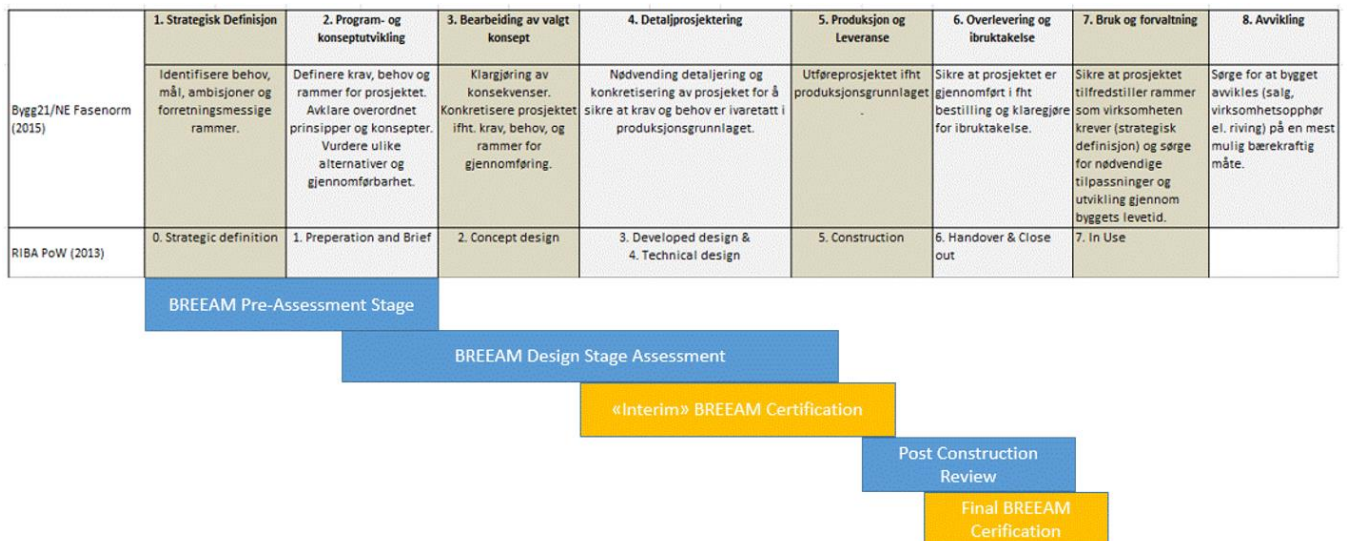 1. Strategisk Definisjon
2. Program- og
konseptutvikling
3. Bearbeiding av valgt
konsept
4. Detaljprosjektering
5. Produksjon og
Leveranse
6. Overlevering og
ibruktakelse
7. Bruk og forvaltning
8. Avvikling
Bygg21/NE Fasenorm
(2015)
Identifisere behov,
mål, ambisjoner og
forretningsmessige
rammer.
Definere krav, behov og
rammer for prosjektet.
Avklare overordnet
prinsipper og konsepter.
Vurdere ulike
alternativer og
gjennomførbarhet.
Klargjøring av
konsekvenser.
Konkretisere prosjektet
ifht. krav, behov, og
rammer for
gjennomføring.
Nødvending detaljering og
konkretisering av prosjeket for å
sikre at krav og behov er ivaretatt i
produksjonsgrunnlaget.
Utføreprosjektet ifht
produksjonsgrunnlaget
.
Sikre at prosjektet er
gjennomført i fht
bestilling og klaregjøre
for ibruktakelse.
Sikre at prosjektet
tilfredstiller rammer
som virksomheten
krever (strategisk
definisjon) og sørge
for nødvendige
tilpassninger og
utvikling gjennom
byggets levetid.
Sørge for at bygget
avvikles (salg,
virksomhetsopphør
el. riving) på en mest
mulig bærekraftig
måte.
RIBA PoW (2013)
0. Strategic definition
1. Preperation and Brief
2. Concept design
3. Developed design &
4. Technical design
5. Construction
6. Handover & Close
out
7. In Use
BREEAM Pre-Assessment Stage
BREEAM Design Stage Assessment
«Interim» BREEAM Certification
Post Construction
Review
Final BREEAM
Cerification